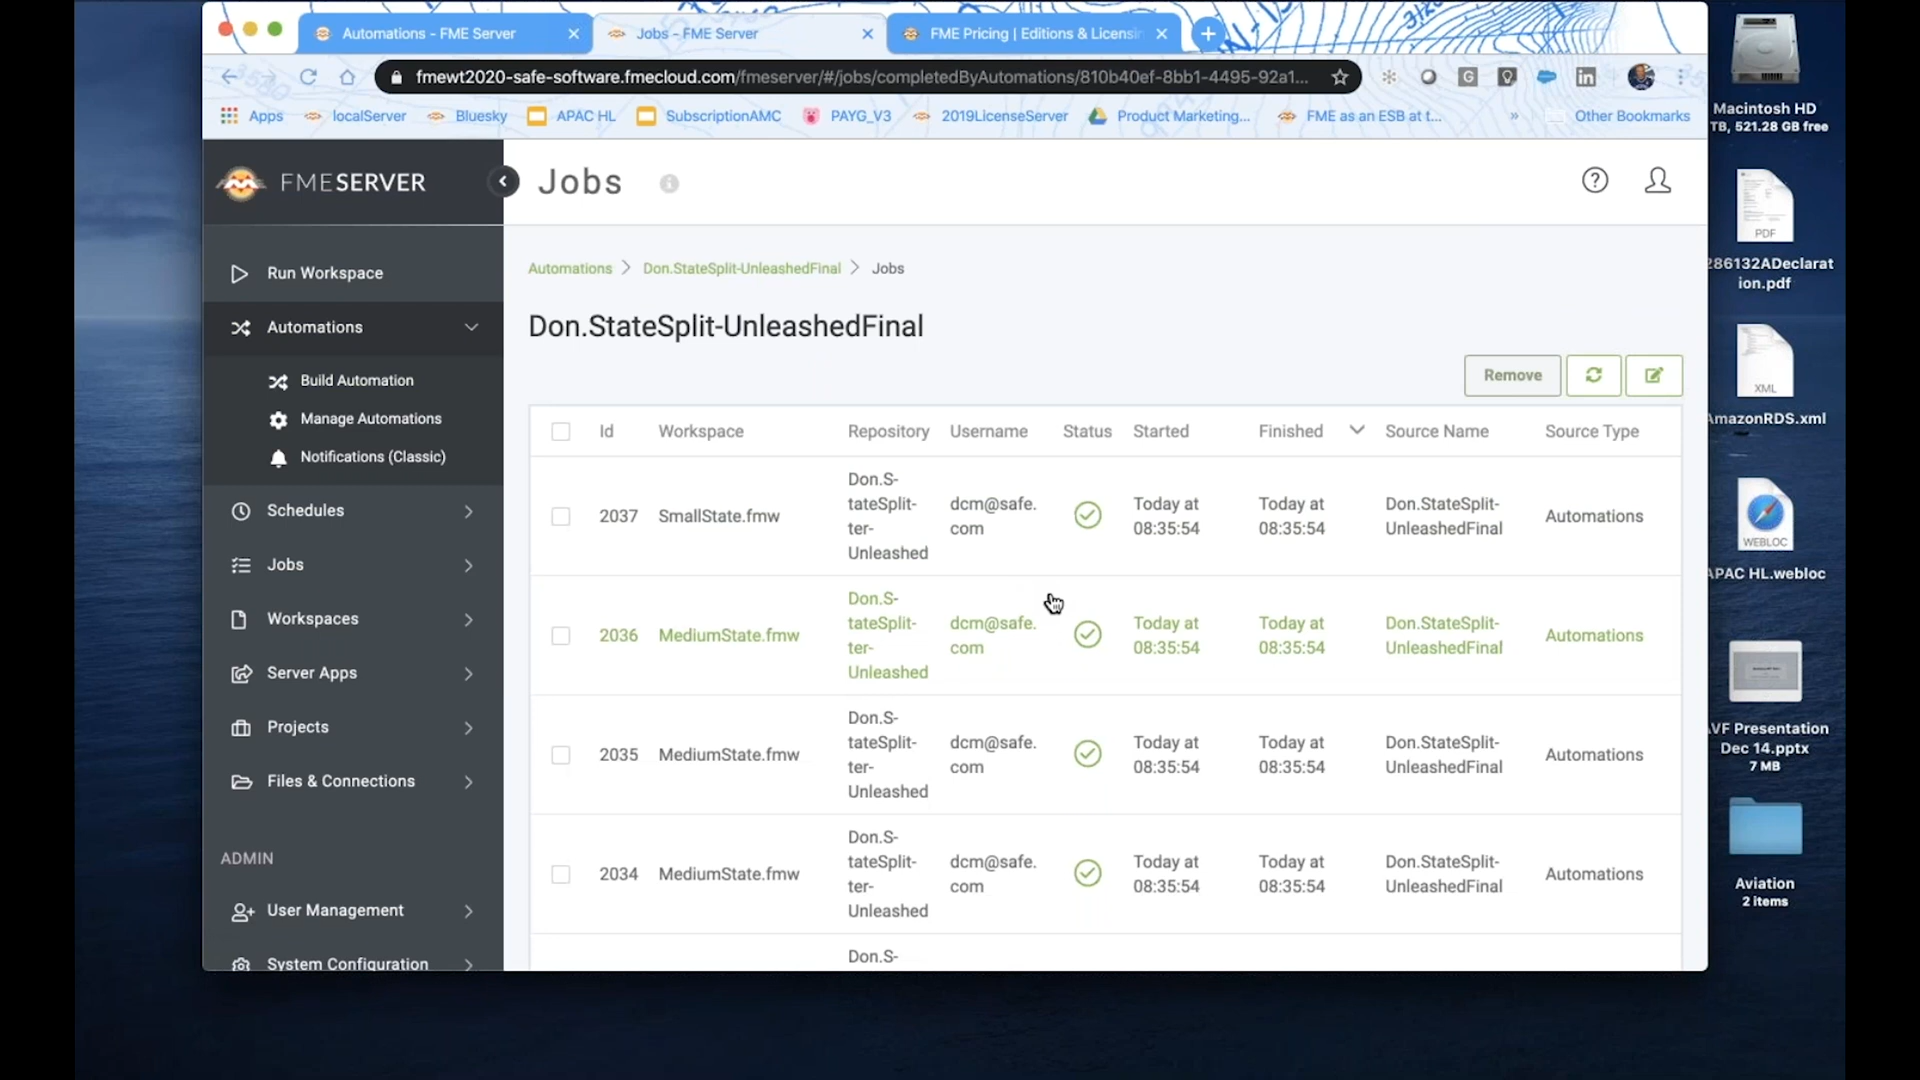 Automations - FME Server
Jobs - FME Server
FME Pricing | Editions & Licensin
fmewt2020-safe-software.fmecloud.com/fmeserver/#/jobs/completedByAutomations/810b40ef-8bb1-4495-92a1...
Apps
localServer
Bluesky
APAC HL
SubscriptionAMC
PAYG_V3
2019LicenseServer
Product Marketing...
FME as an ESB at t...
»
Other Bookmarks
FMESERVER
Jobs
Run Workspace
Automations
Build Automation
Manage Automations
Notifications (Classic)
Schedules
Jobs
Workspaces
Server Apps
Projects
Files & Connections
ADMIN
User Management
System Configuration
Automations > Don.StateSplit-UnleashedFinal > Jobs
Don.StateSplit-UnleashedFinal
Remove
Id Workspace Repository Username Status Started Finished Source Name Source Type
2037 SmallState.fmw
Don.S-
tateSplit-
ter-
Unleashed
dcm@safe.
com
Today at
08:35:54
Today at
08:35:54
Don.StateSplit-
UnleashedFinal
Automations
2036 MediumState.fmw
Don.S-
tateSplit-
ter-
Unleashed
dcm@safe.
com
Today at
08:35:54
Today at
08:35:54
Don.StateSplit-
UnleashedFinal
Automations
2035 MediumState.fmw
Don.S-
tateSplit-
ter-
Unleashed
dcm@safe.
com
Today at
08:35:54
Today at
08:35:54
Don.StateSplit-
UnleashedFinal
Automations
2034 MediumState.fmw
Don.S-
tateSplit-
ter-
Unleashed
dcm@safe.
com
Today at
08:35:54
Today at
08:35:54
Don.StateSplit-
UnleashedFinal
Automations
Don.S-
Macintosh HD
TB, 521.28 GB free
PDF
286132ADeclarat
ion.pdf
XML
AmazonRDS.xml
WEBLOC
APAC HL.webloc
VF Presentation
Dec 14.pptx
7 MB
Aviation
2 items